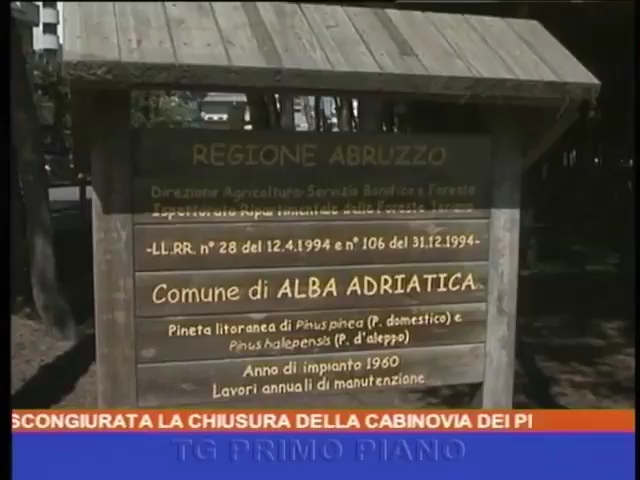 REGIONE ABRUZZO
Direzione Agricoltura-Servizio Bonifica e Foreste
Ispettorato Ripartimentale delle Foreste Teramo
-LL.RR. n° 28 del 12.4.1994 e n° 106 del 31.12.1994-
Comune di ALBA ADRIATICA
Pineta litoranea di Pinus pinea (P. domestico) e
Pinus halepensis (P. d'aleppo)
Anno di impianto 1960
Lavori annuali di manutenzione
SCONGIURATA LA CHIUSURA DELLA CABINOVIA DEI PI
TG PRIMO PIANO